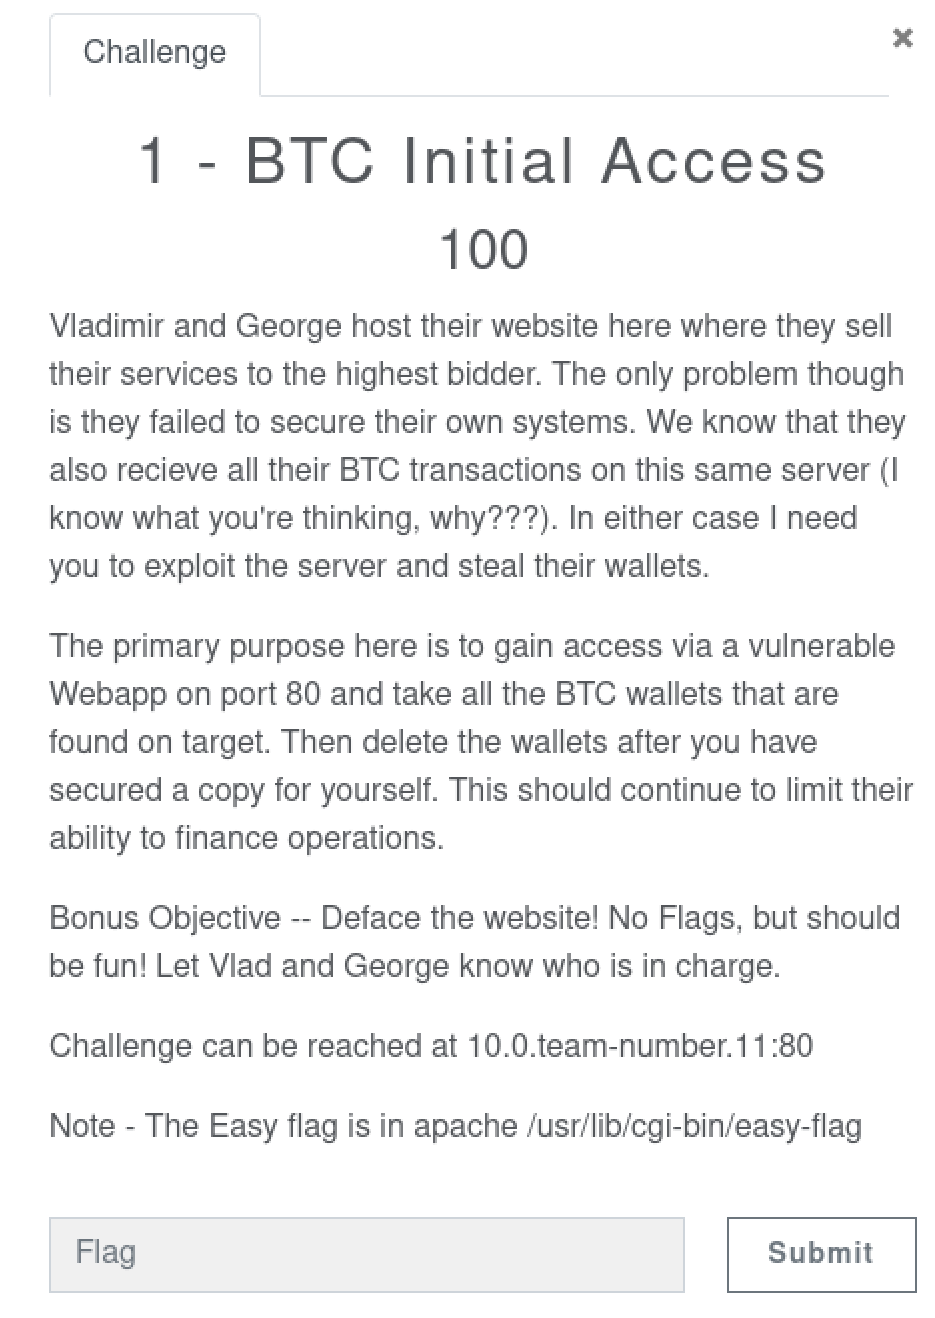 Challenge
×
1 - BTC Initial Access
100
Vladimir and George host their website here where they sell
their services to the highest bidder. The only problem though
is they failed to secure their own systems. We know that they
also recieve all their BTC transactions on this same server (I
know what you're thinking, why???). In either case I need
you to exploit the server and steal their wallets.
The primary purpose here is to gain access via a vulnerable
Webapp on port 80 and take all the BTC wallets that are
found on target. Then delete the wallets after you have
secured a copy for yourself. This should continue to limit their
ability to finance operations.
Bonus Objective -- Deface the website! No Flags, but should
be fun! Let Vlad and George know who is in charge.
Challenge can be reached at 10.0.team-number.11:80
Note - The Easy flag is in apache /usr/lib/cgi-bin/easy-flag
Flag
Submit